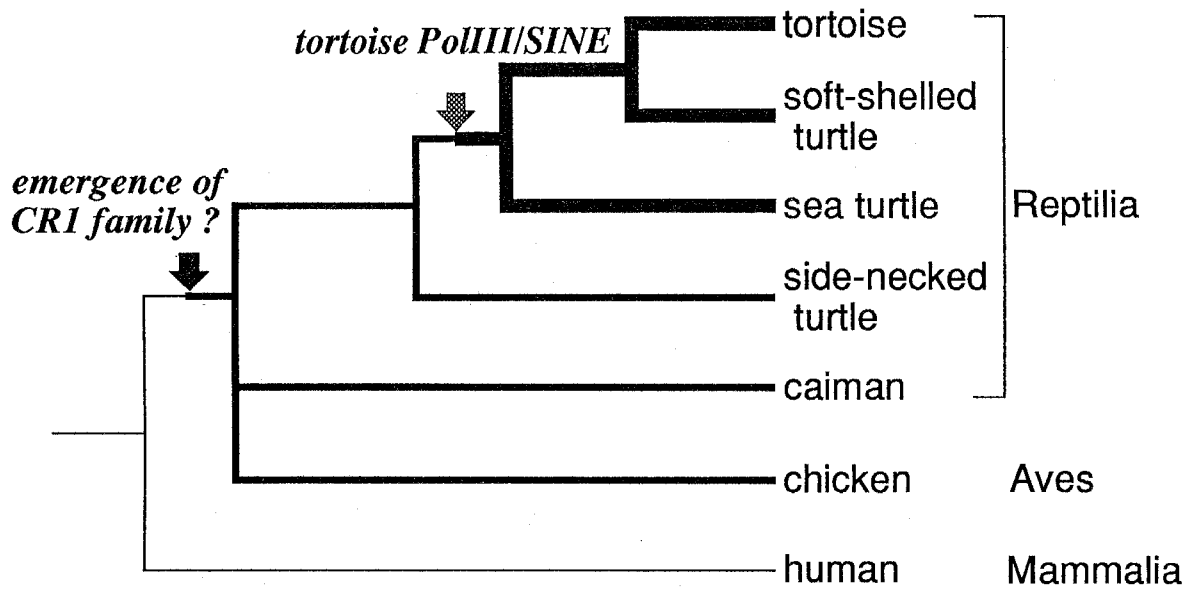 tortoise PolIII/SINE
tortoise
soft-shelled
turtle
emergence of
CR1 family ?
sea turtle
Reptilia
side-necked
turtle
caiman
chicken
Aves
human
Mammalia